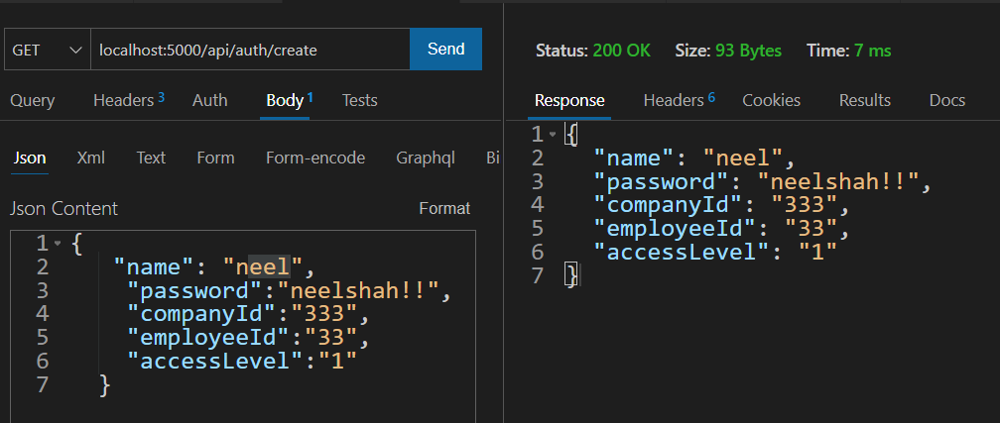 GET localhost:5000/api/auth/create Send
Query Headers 3 Auth Body 1 Tests
Json Xml Text Form Form-encode Graphql Bi
Json Content Format
1 {
2 "name": "neel",
3 "password":"neelshah!!",
4 "companyId":"333",
5 "employeeId":"33",
6 "accessLevel":"1"
7 }
Status: 200 OK Size: 93 Bytes Time: 7 ms
Response Headers 6 Cookies Results Docs
1 {
2 "name": "neel",
3 "password": "neelshah!!",
4 "companyId": "333",
5 "employeeId": "33",
6 "accessLevel": "1"
7 }